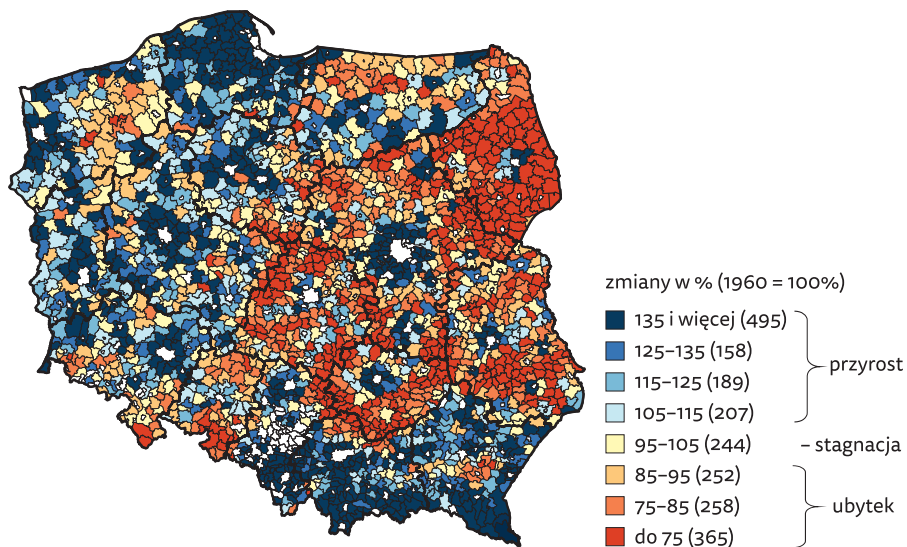 zmiany w % (1960 = 100%)
135 i więcej (495)
125–135 (158)
115–125 (189)
105–115 (207)
przyrost
95–105 (244)
– stagnacja
85–95 (252)
75–85 (258)
do 75 (365)
ubytek